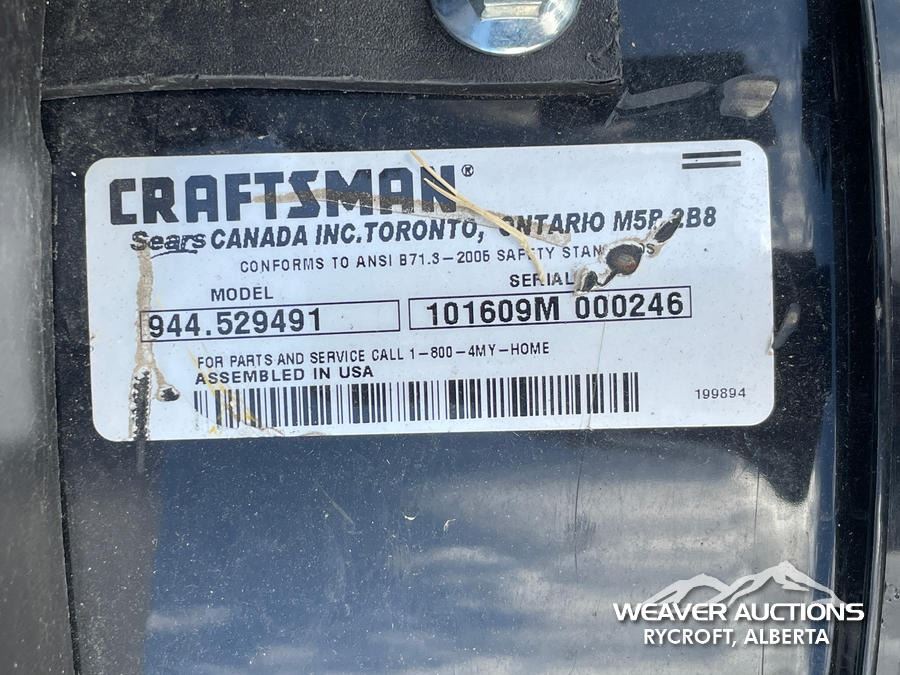 CRAFTSMAN®
Sears CANADA INC. TORONTO, ONTARIO M5P 2B8
CONFORMS TO ANSI B71.3-2005 SAFETY STANDARDS
MODEL SERIAL
944.529491 101609M 000246
FOR PARTS AND SERVICE CALL 1-800-4MY-HOME
ASSEMBLED IN USA
199894
WEAVER AUCTIONS
RYCROFT, ALBERTA